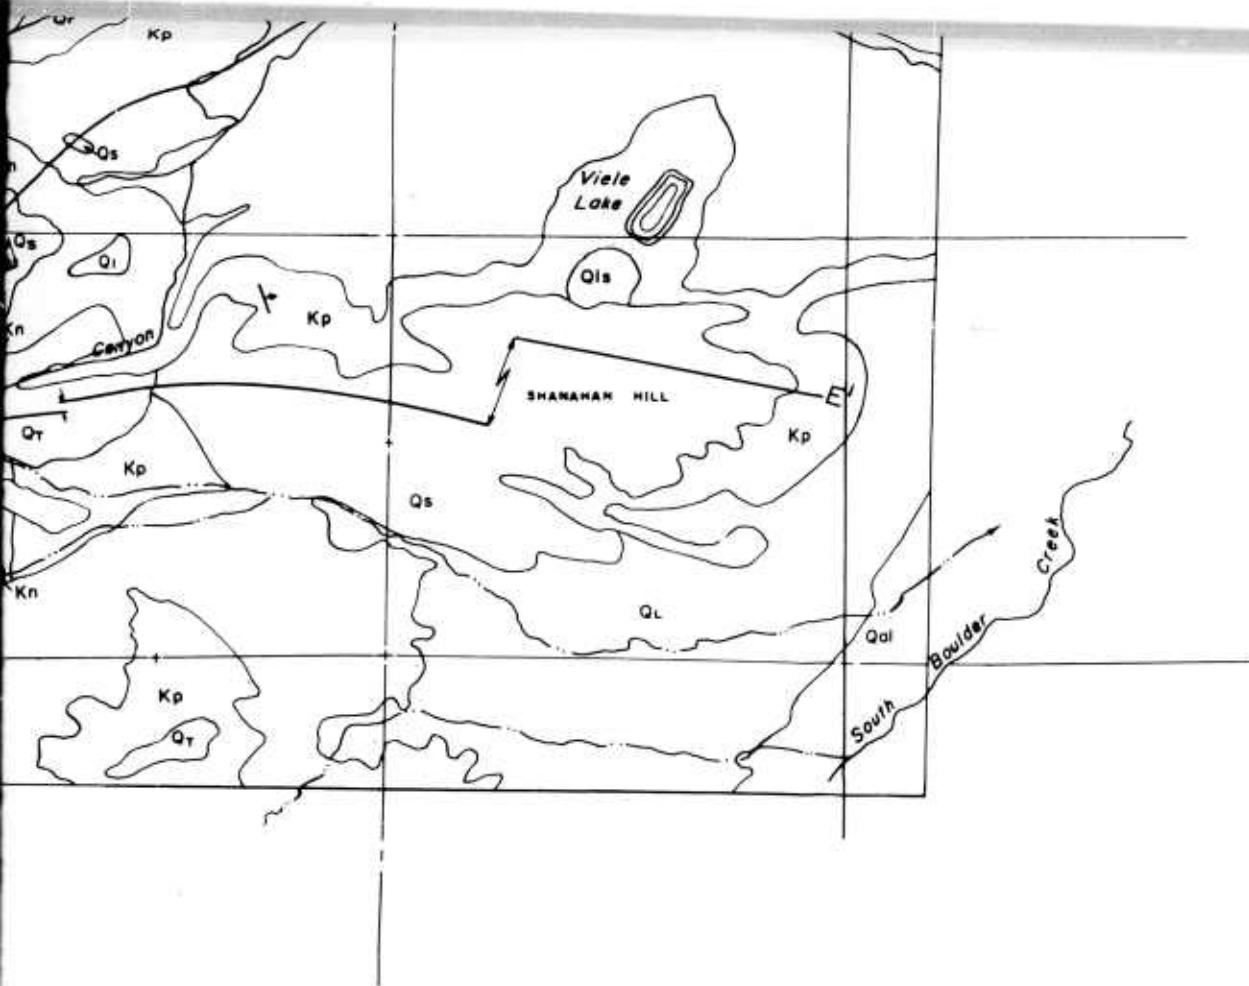 Kp
Qs
Viele
Lake
Qs
Q1
Qls
Kp
Kn
Canyon
SHANAHAN HILL
E'
QT
Kp
Kp
Qs
Creek
Kn
QL
Qal
Boulder
Kp
South
QT